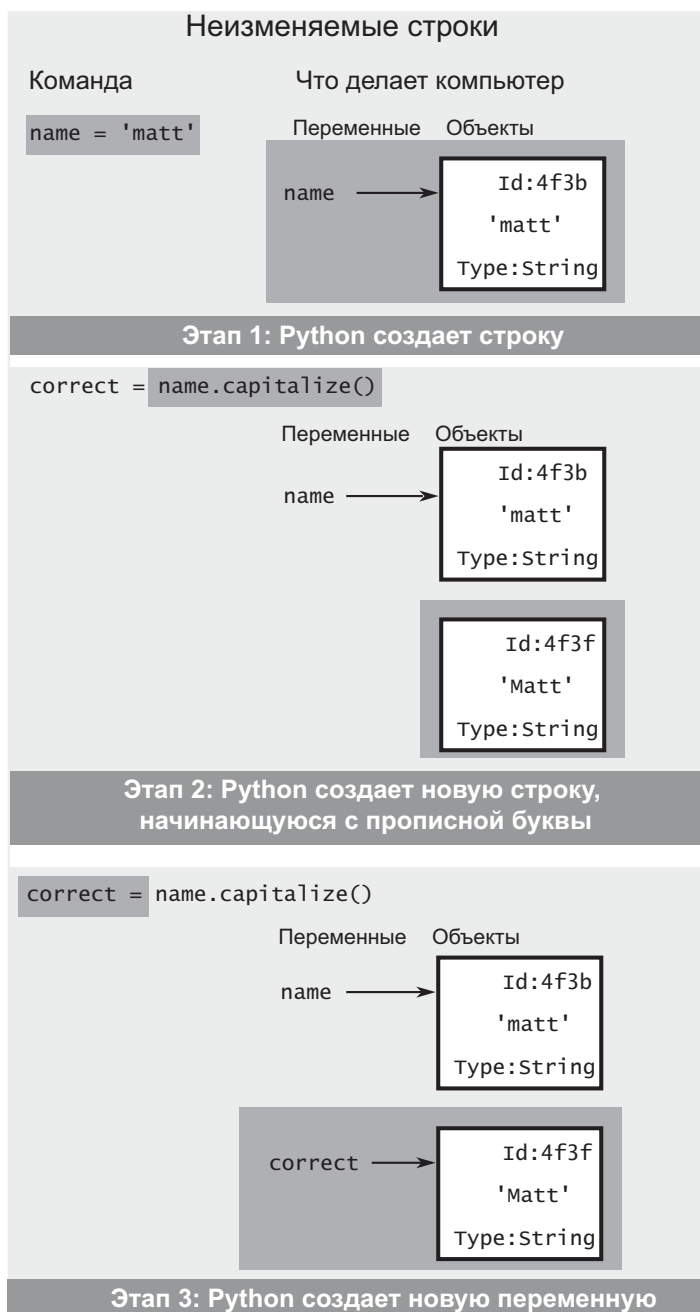 Неизменяемые строки
Команда
Что делает компьютер
name = 'matt'
Переменные
Объекты
name
Id:4f3b
'matt'
Type:String
Этап 1: Python создает строку
correct = name.capitalize()
Переменные
Объекты
name
Id:4f3b
'matt'
Type:String
Id:4f3f
'Matt'
Type:String
Этап 2: Python создает новую строку,
начинающуюся с прописной буквы
correct = name.capitalize()
Переменные
Объекты
name
Id:4f3b
'matt'
Type:String
correct
Id:4f3f
'Matt'
Type:String
Этап 3: Python создает новую переменную